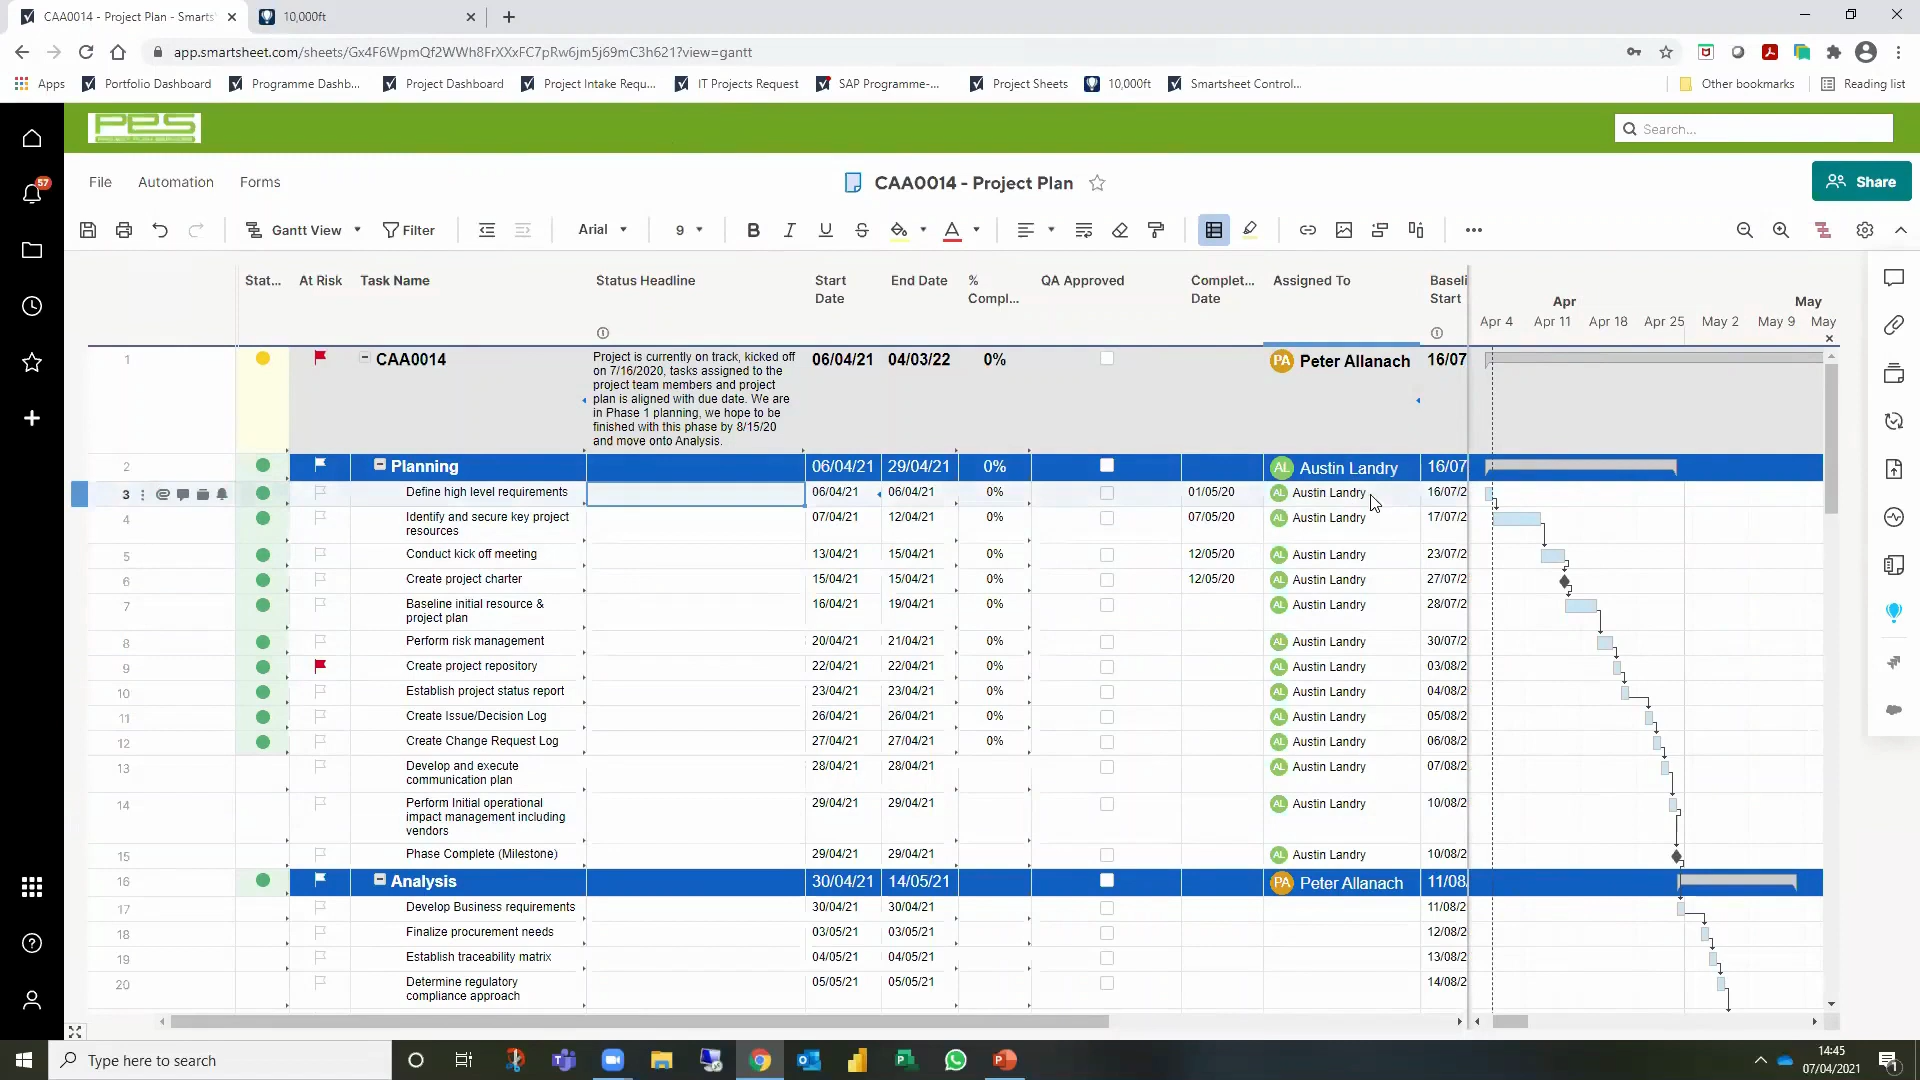 CAA0014 - Project Plan - Smarts
10,000ft
app.smartsheet.com/sheets/Gx4F6WpmQf2WWh8FrXXxFC7pRw6jm5j69mC3h621?view=gantt
Apps Portfolio Dashboard Programme Dashb... Project Dashboard Project Intake Requ... IT Projects Request SAP Programme-... Project Sheets 10,000ft Smartsheet Control... Other bookmarks Reading list
PBS
Search...
57
File Automation Forms
CAA0014 - Project Plan
Share
Gantt View Filter Arial 9 B I U S A
Stat... At Risk Task Name Status Headline Start Date End Date % Compl... QA Approved Complet... Date Assigned To Baseli Start
Apr May
Apr 4 Apr 11 Apr 18 Apr 25 May 2 May 9 May
1 CAA0014 06/04/21 04/03/22 0% PA Peter Allanach 16/07
Project is currently on track, kicked off
on 7/16/2020, tasks assigned to the
project team members and project
plan is aligned with due date. We are
in Phase 1 planning, we hope to be
finished with this phase by 8/15/20
and move onto Analysis.
2 Planning 06/04/21 29/04/21 0% AL Austin Landry 16/07
3 Define high level requirements 06/04/21 06/04/21 0% 01/05/20 AL Austin Landry 16/07/2
4 Identify and secure key project 07/04/21 12/04/21 0% 07/05/20 AL Austin Landry 17/07/2
resources
5 Conduct kick off meeting 13/04/21 15/04/21 0% 12/05/20 AL Austin Landry 23/07/2
6 Create project charter 15/04/21 15/04/21 0% 12/05/20 AL Austin Landry 27/07/2
7 Baseline initial resource & 16/04/21 19/04/21 0% AL Austin Landry 28/07/2
project plan
8 Perform risk management 20/04/21 21/04/21 0% AL Austin Landry 30/07/2
9 Create project repository 22/04/21 22/04/21 0% AL Austin Landry 03/08/2
10 Establish project status report 23/04/21 23/04/21 0% AL Austin Landry 04/08/2
11 Create Issue/Decision Log 26/04/21 26/04/21 0% AL Austin Landry 05/08/2
12 Create Change Request Log 27/04/21 27/04/21 0% AL Austin Landry 06/08/2
13 Develop and execute 28/04/21 28/04/21 AL Austin Landry 07/08/2
communication plan
14 Perform Initial operational 29/04/21 29/04/21 AL Austin Landry 10/08/2
impact management including
vendors
15 Phase Complete (Milestone) 29/04/21 29/04/21 AL Austin Landry 10/08/2
16 Analysis 30/04/21 14/05/21 PA Peter Allanach 11/08/
17 Develop Business requirements 30/04/21 30/04/21 11/08/2
18 Finalize procurement needs 03/05/21 03/05/21 12/08/2
19 Establish traceability matrix 04/05/21 04/05/21 13/08/2
20 Determine regulatory 05/05/21 05/05/21 14/08/2
compliance approach
Type here to search
14:45
07/04/2021
1